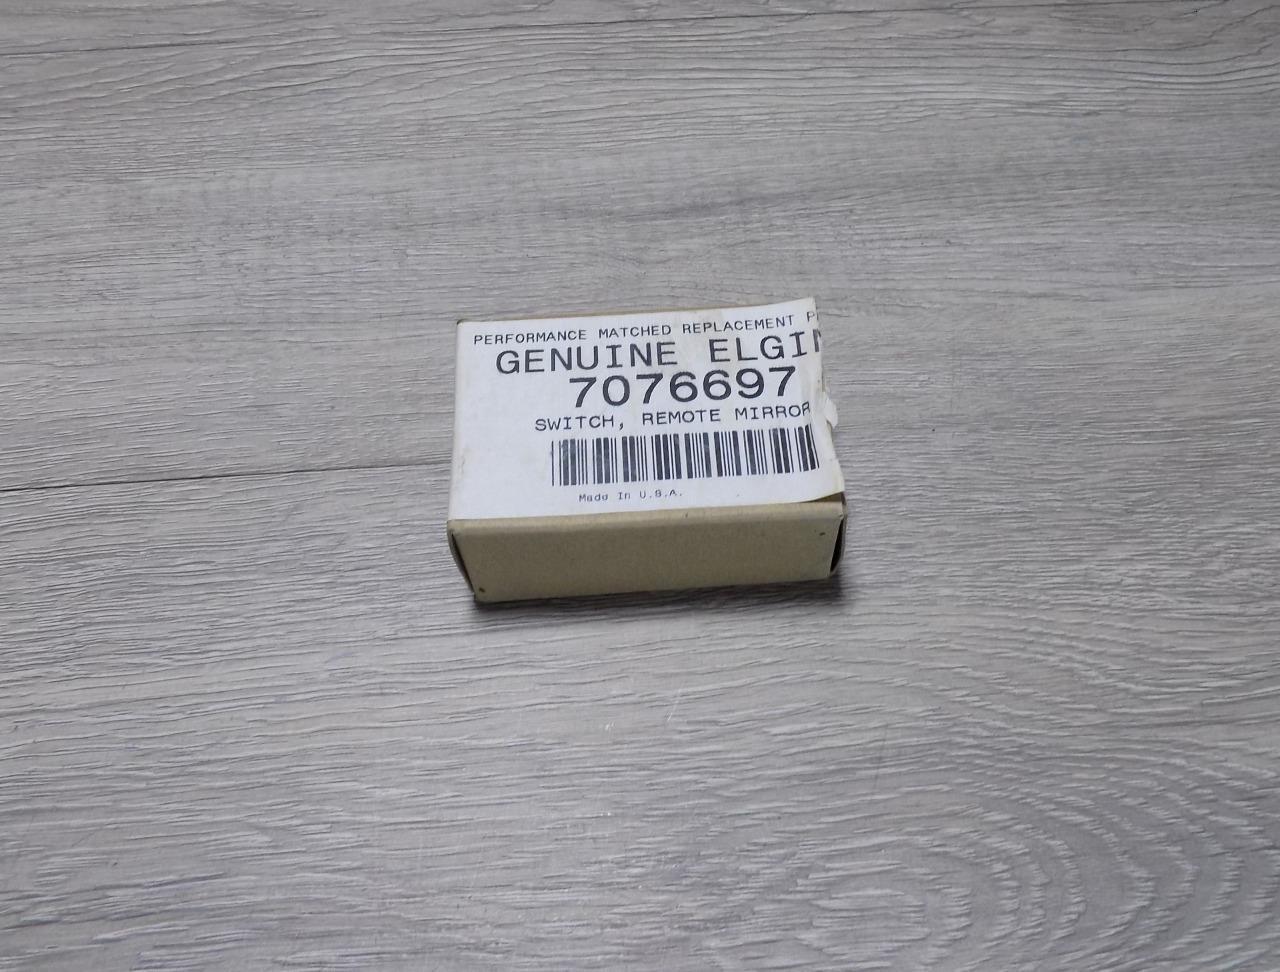 PERFORMANCE MATCHED REPLACEMENT P
GENUINE ELGIN
7076697
SWITCH, REMOTE MIRROR
Made In U.S.A.